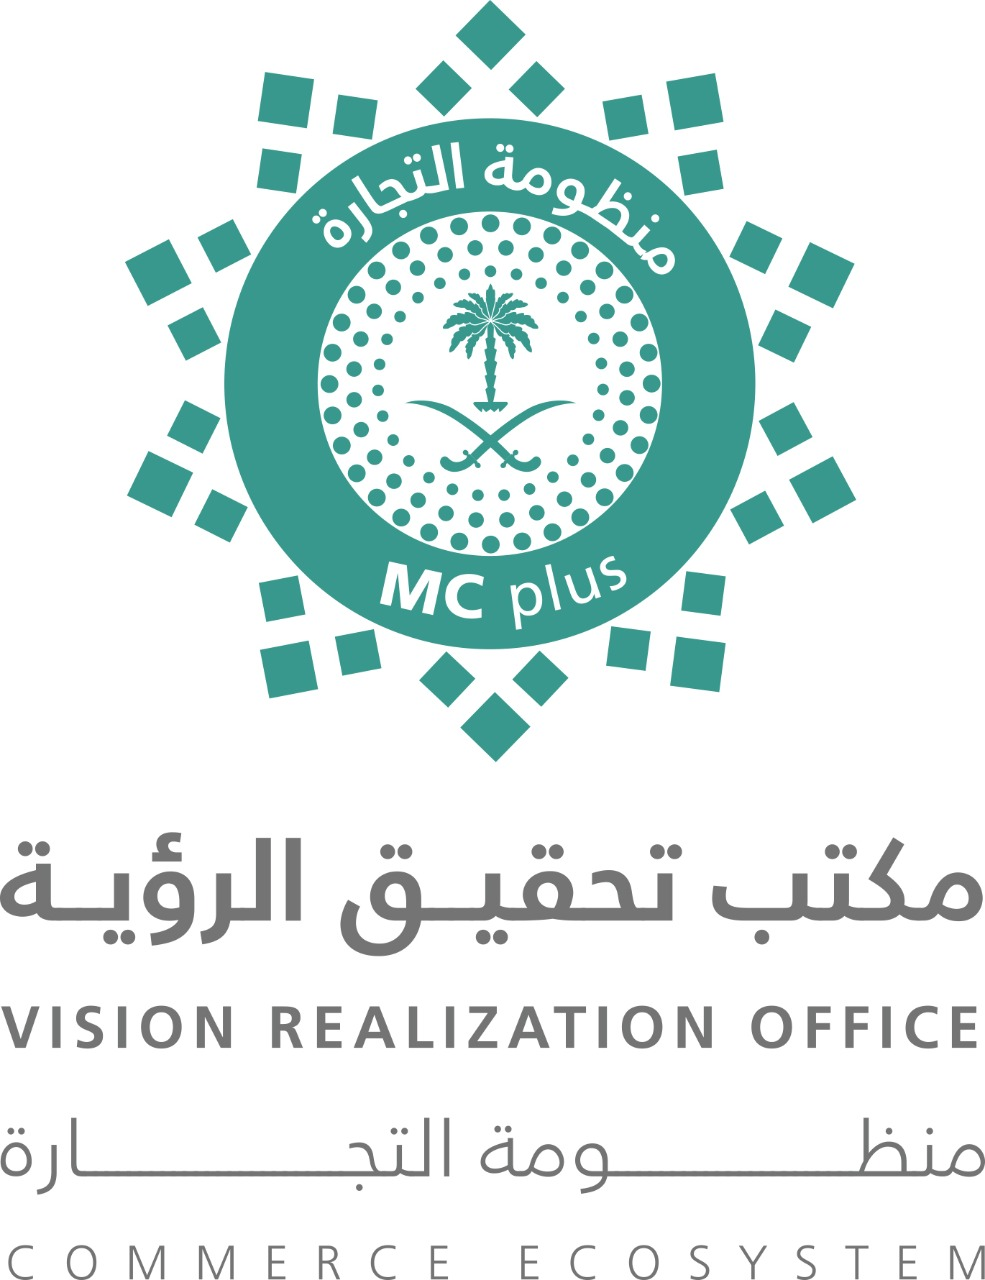 منظومة التجارة
MC plus
مكتب تحقيق الرؤية
VISION REALIZATION OFFICE
منظومة التجارة
COMMERCE ECOSYSTEM